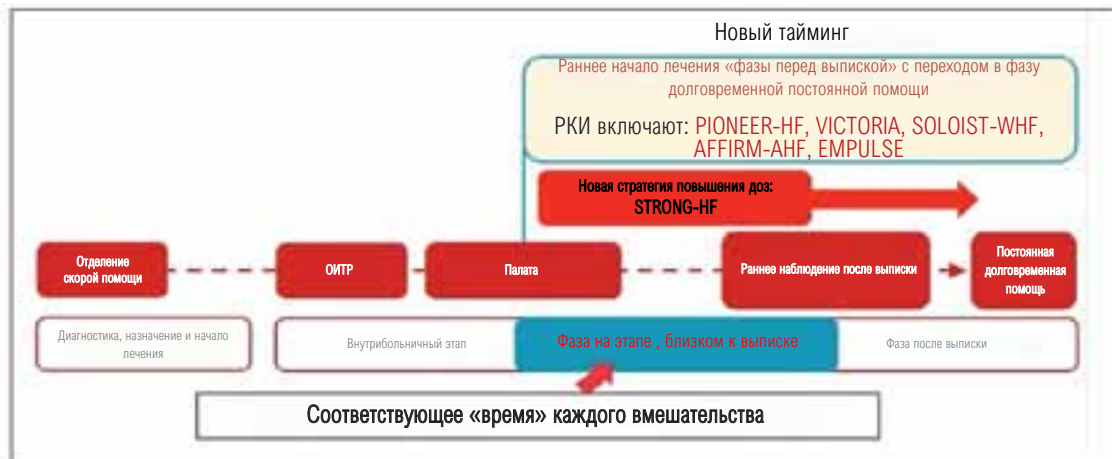 Новый тайминг
Раннее начало лечения «фазы перед выпиской» с переходом в фазу
долговременной постоянной помощи
РКИ включают: PIONEER-HF, VICTORIA, SOLOIST-WHF,
AFFIRM-AHF, EMPULSE
Новая стратегия повышения доз:
STRONG-HF
Отделение
скорой помощи
ОИТР
Палата
Раннее наблюдение после выписки
Постоянная
долговременная
помощь
Диагностика, назначение и начало
лечения
Внутрибольничный этап
Фаза на этапе , близком к выписке
Фаза после выписки
Соответствующее «время» каждого вмешательства